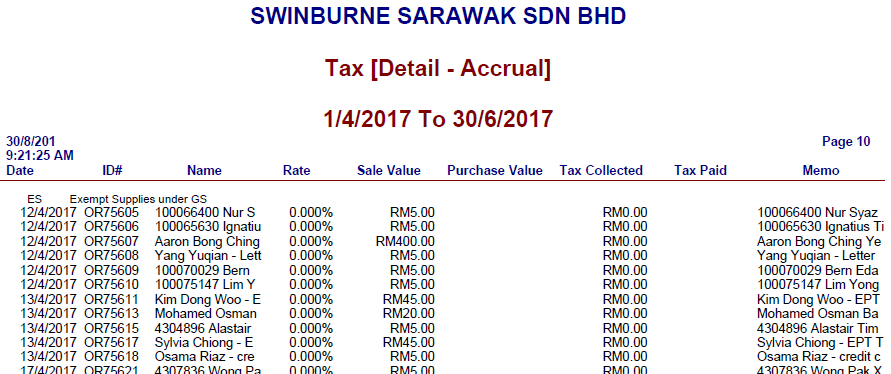 SWINBURNE SARAWAK SDN BHD
Tax [Detail - Accrual]
1/4/2017 To 30/6/2017
30/8/201 Page 10
9:21:25 AM
Date ID# Name Rate Sale Value Purchase Value Tax Collected Tax Paid Memo
ES Exempt Supplies under GS
12/4/2017 OR75605 100066400 Nur S 0.000% RM5.00 RM0.00 100066400 Nur Syaz
12/4/2017 OR75606 100065630 Ignatiu 0.000% RM5.00 RM0.00 100065630 Ignatius Ti
12/4/2017 OR75607 Aaron Bong Ching 0.000% RM400.00 RM0.00 Aaron Bong Ching Ye
12/4/2017 OR75608 Yang Yuqian - Lett 0.000% RM5.00 RM0.00 Yang Yuqian - Letter
12/4/2017 OR75609 100070029 Bern 0.000% RM5.00 RM0.00 100070029 Bern Eda
12/4/2017 OR75610 100075147 Lim Y 0.000% RM5.00 RM0.00 100075147 Lim Yong
13/4/2017 OR75611 Kim Dong Woo - E 0.000% RM45.00 RM0.00 Kim Dong Woo - EPT
13/4/2017 OR75613 Mohamed Osman 0.000% RM20.00 RM0.00 Mohamed Osman Ba
13/4/2017 OR75615 4304896 Alastair 0.000% RM5.00 RM0.00 4304896 Alastair Tim
13/4/2017 OR75617 Sylvia Chiong - E 0.000% RM45.00 RM0.00 Sylvia Chiong - EPT T
13/4/2017 OR75618 Osama Riaz - cre 0.000% RM5.00 RM0.00 Osama Riaz - credit c
17/4/2017 OR75621 4307836 Wong Pa 0.000% RM5.00 RM0.00 4307836 Wong Pak X